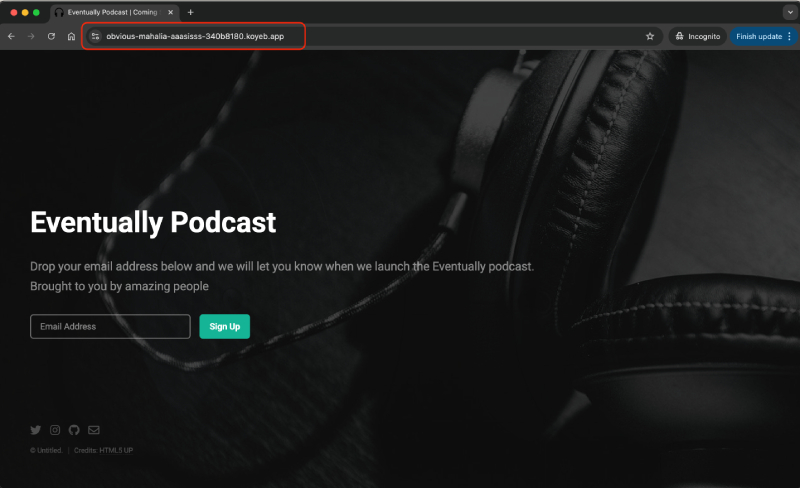 Eventually Podcast | Coming
obvious-mahalia-aaasisss-340b8180.koyeb.app
Incognito
Finish update
Eventually Podcast
Drop your email address below and we will let you know when we launch the Eventually podcast.
Brought to you by amazing people
Email Address
Sign Up
© Untitled. | Credits: HTML5 UP